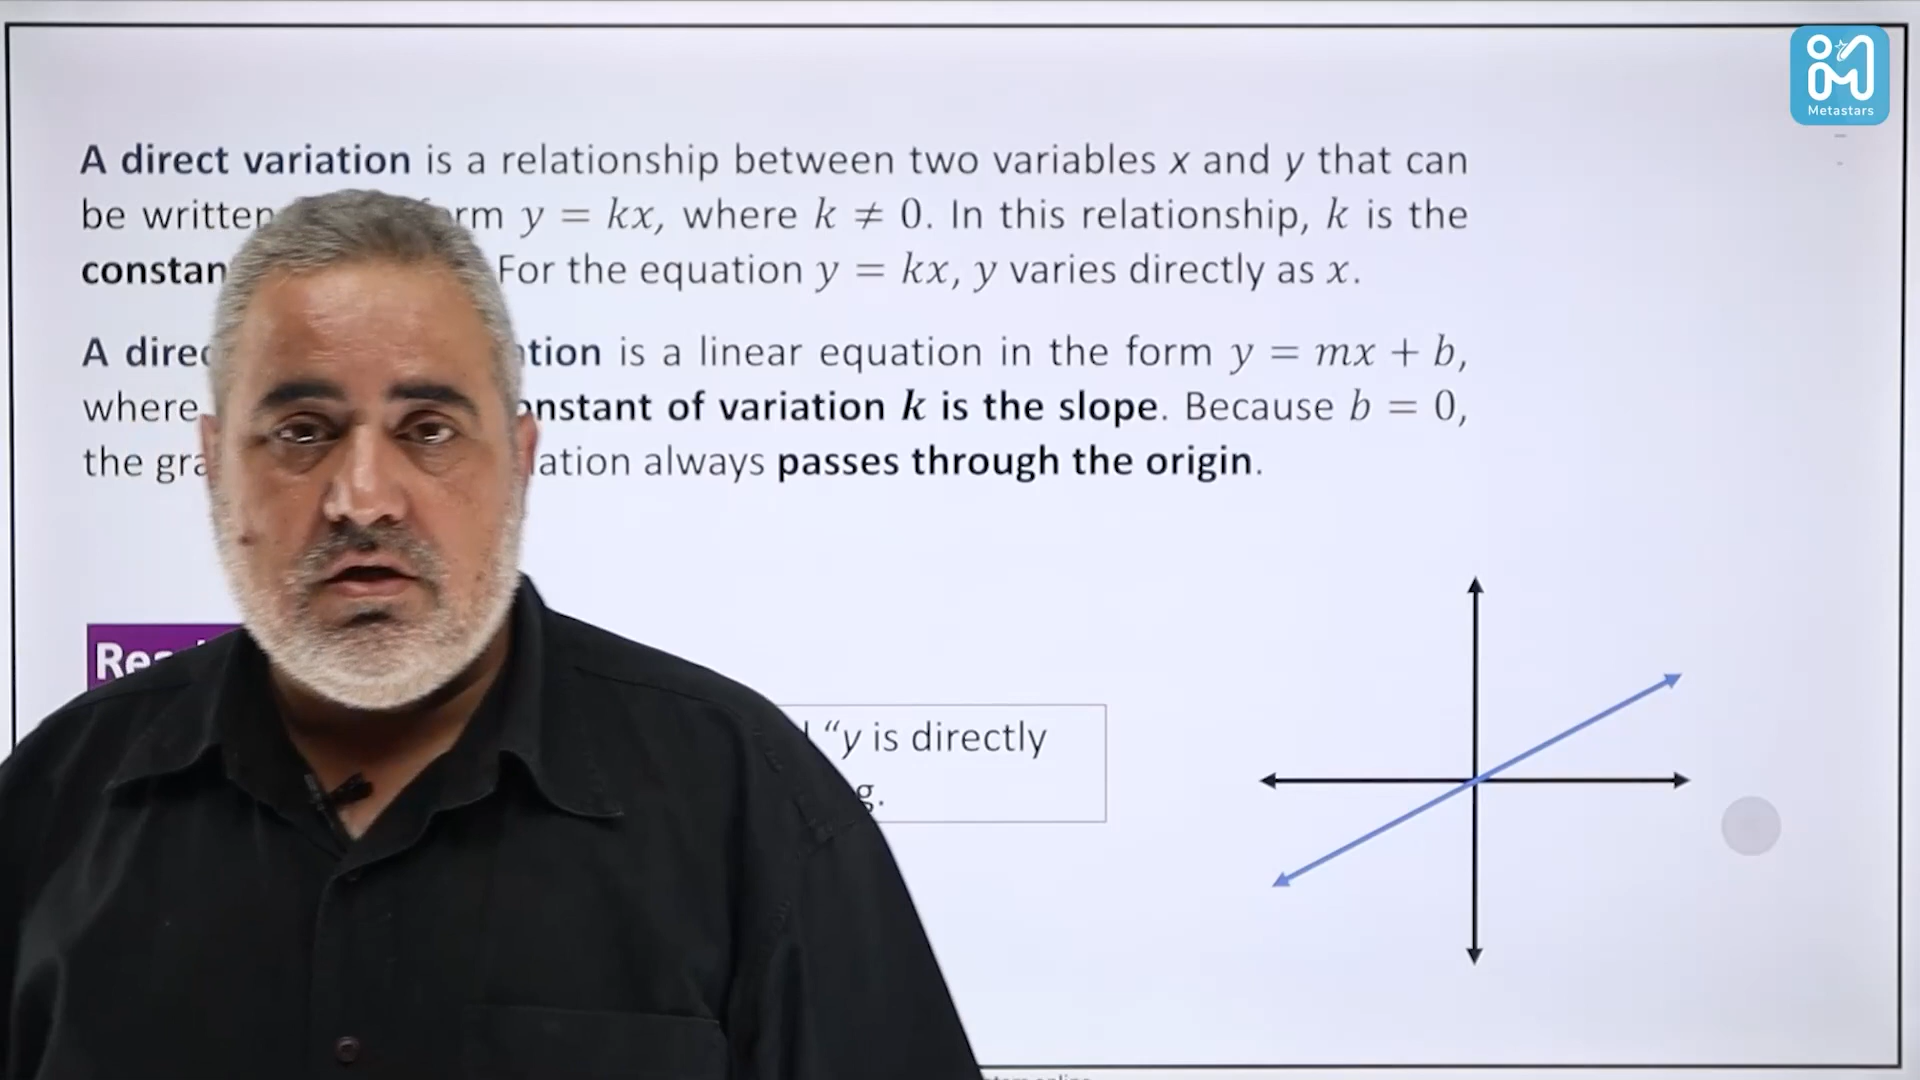 Metastars
A direct variation is a relationship between two variables x and y that can
be written rm y = kx, where k ≠ 0. In this relationship, k is the
constan For the equation y = kx, y varies directly as x.
A direc tion is a linear equation in the form y = mx + b,
where onstant of variation k is the slope. Because b = 0,
the gra ation always passes through the origin.
Rea
“y is directly
g.